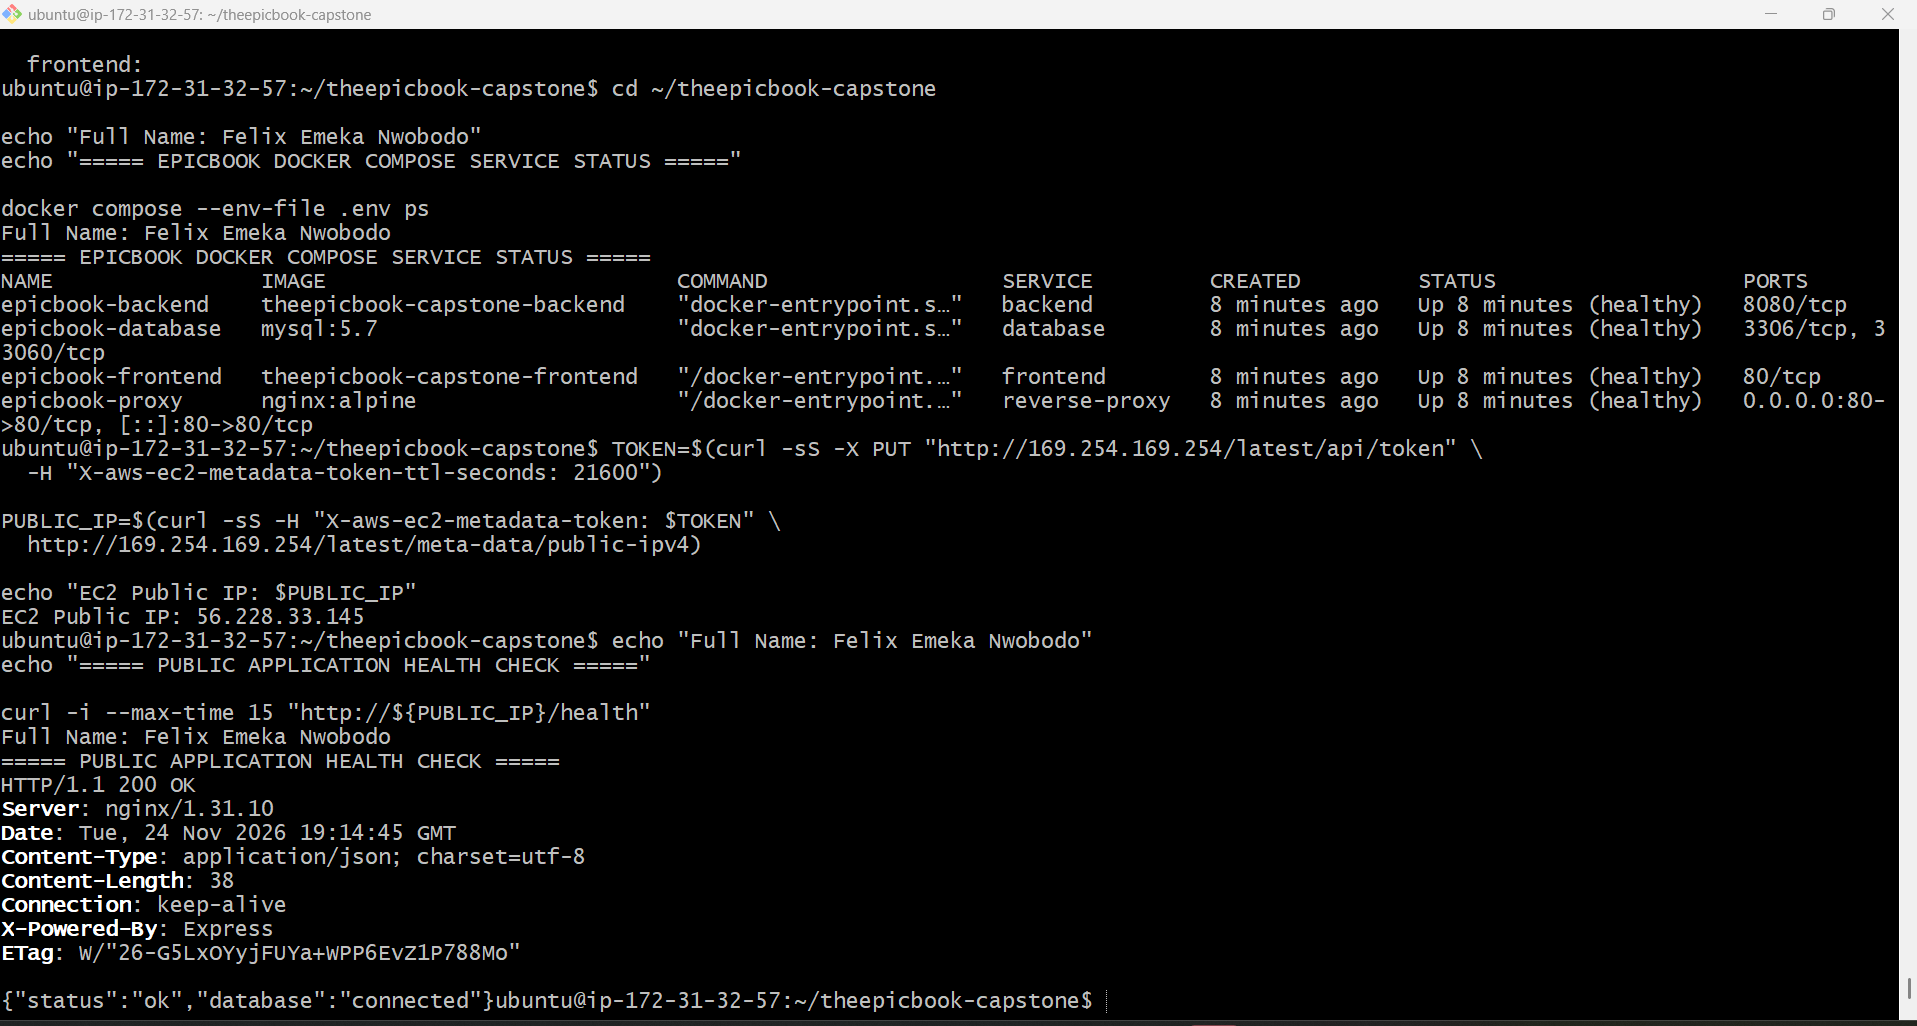 ubuntu@ip-172-31-32-57: ~/theepicbook-capstone
  frontend:
ubuntu@ip-172-31-32-57:~/theepicbook-capstone$ cd ~/theepicbook-capstone
echo "Full Name: Felix Emeka Nwobodo"
echo "===== EPICBOOK DOCKER COMPOSE SERVICE STATUS ====="
docker compose --env-file .env ps
Full Name: Felix Emeka Nwobodo
===== EPICBOOK DOCKER COMPOSE SERVICE STATUS =====
NAME                IMAGE                           COMMAND                  SERVICE         CREATED         STATUS                   PORTS
epicbook-backend    theepicbook-capstone-backend    "docker-entrypoint.s…"   backend         8 minutes ago   Up 8 minutes (healthy)   8080/tcp
epicbook-database   mysql:5.7                       "docker-entrypoint.s…"   database        8 minutes ago   Up 8 minutes (healthy)   3306/tcp, 3
3060/tcp
epicbook-frontend   theepicbook-capstone-frontend   "/docker-entrypoint.…"   frontend        8 minutes ago   Up 8 minutes (healthy)   80/tcp
epicbook-proxy      nginx:alpine                    "/docker-entrypoint.…"   reverse-proxy   8 minutes ago   Up 8 minutes (healthy)   0.0.0.0:80-
>80/tcp, [::]:80->80/tcp
ubuntu@ip-172-31-32-57:~/theepicbook-capstone$ TOKEN=$(curl -sS -X PUT "http://169.254.169.254/latest/api/token" \
  -H "X-aws-ec2-metadata-token-ttl-seconds: 21600")
PUBLIC_IP=$(curl -sS -H "X-aws-ec2-metadata-token: $TOKEN" \
  http://169.254.169.254/latest/meta-data/public-ipv4)
echo "EC2 Public IP: $PUBLIC_IP"
EC2 Public IP: 56.228.33.145
ubuntu@ip-172-31-32-57:~/theepicbook-capstone$ echo "Full Name: Felix Emeka Nwobodo"
echo "===== PUBLIC APPLICATION HEALTH CHECK ====="
curl -i --max-time 15 "http://${PUBLIC_IP}/health"
Full Name: Felix Emeka Nwobodo
===== PUBLIC APPLICATION HEALTH CHECK =====
HTTP/1.1 200 OK
Server: nginx/1.31.10
Date: Tue, 24 Nov 2026 19:14:45 GMT
Content-Type: application/json; charset=utf-8
Content-Length: 38
Connection: keep-alive
X-Powered-By: Express
ETag: W/"26-G5LxOYyjFUYa+WPP6EvZ1P788Mo"
{"status":"ok","database":"connected"}ubuntu@ip-172-31-32-57:~/theepicbook-capstone$